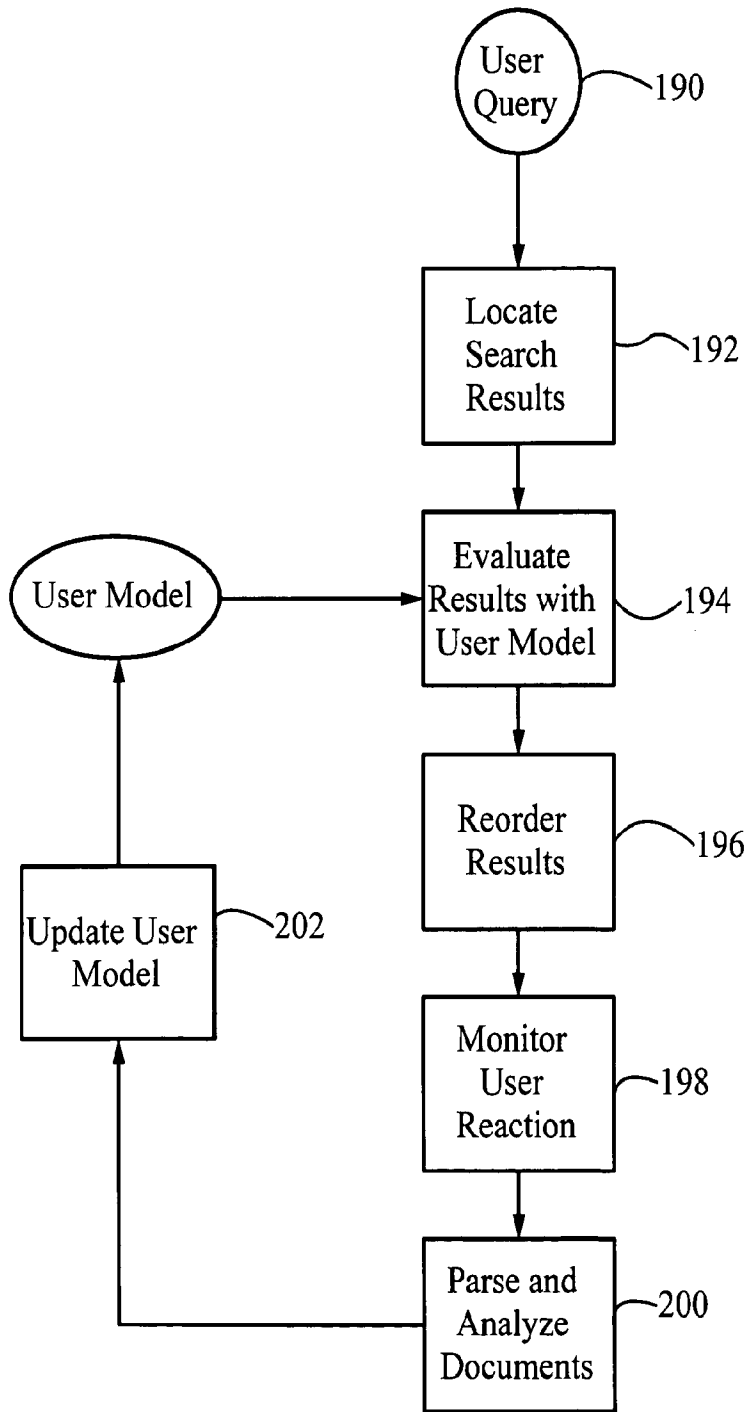 User
Query
190
Locate
Search
Results
192
Evaluate
Results with
User Model
194
User Model
Reorder
Results
196
Update User
Model
202
Monitor
User
Reaction
198
Parse and
Analyze
Documents
200